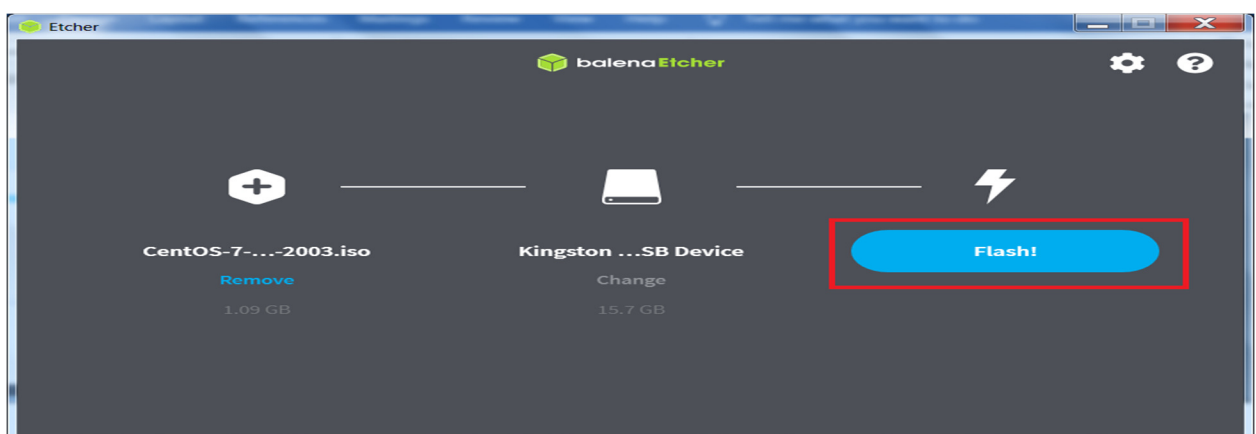 Etcher
balenaEtcher
CentOS-7-...-2003.iso
Kingston ...SB Device
Flash!
Remove
Change
1.09 GB
15.7 GB